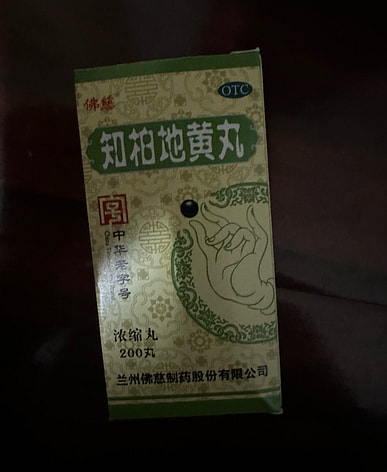 佛慈
OTC
知柏地黄丸
中华老字号
浓缩丸
200丸
兰州佛慈制药股份有限公司